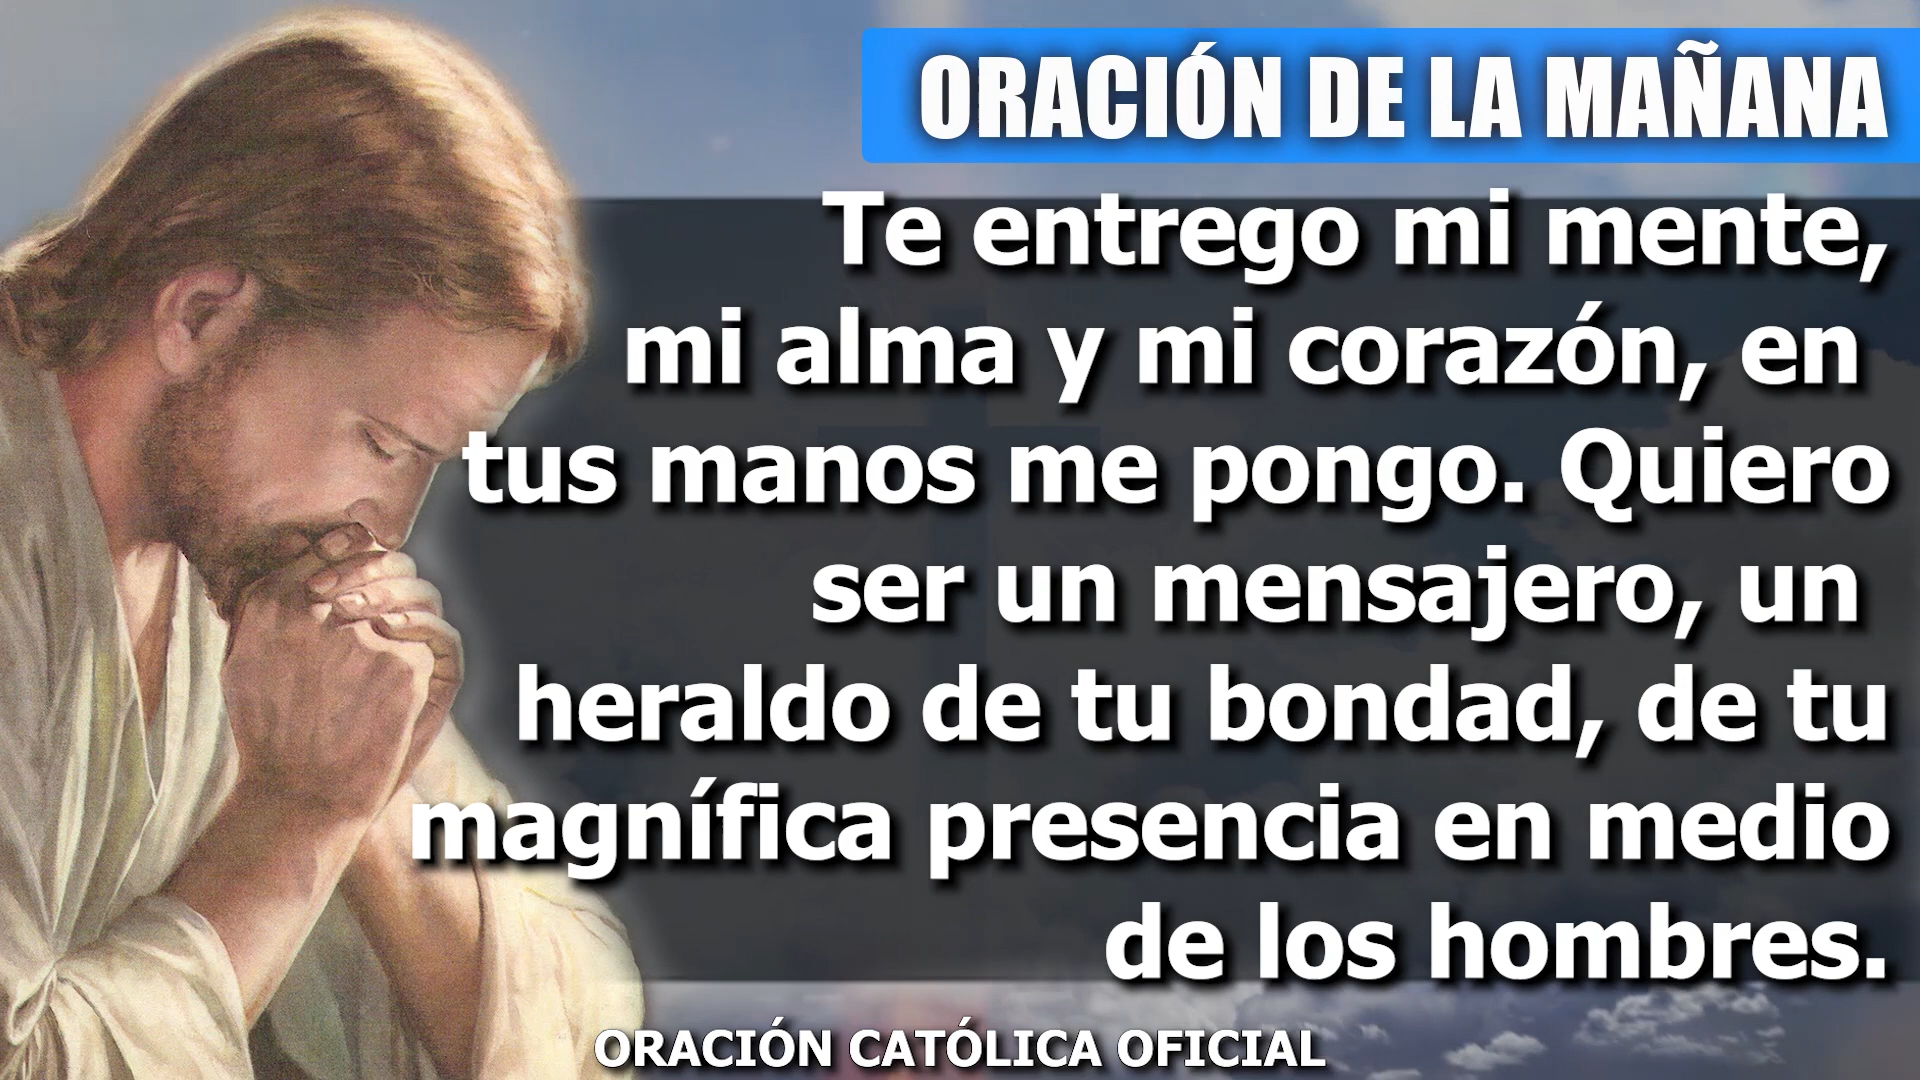 ORACIÓN DE LA MAÑANA
Te entrego mi mente,
mi alma y mi corazón, en
tus manos me pongo. Quiero
ser un mensajero, un
heraldo de tu bondad, de tu
magnífica presencia en medio
de los hombres.
ORACIÓN CATÓLICA OFICIAL